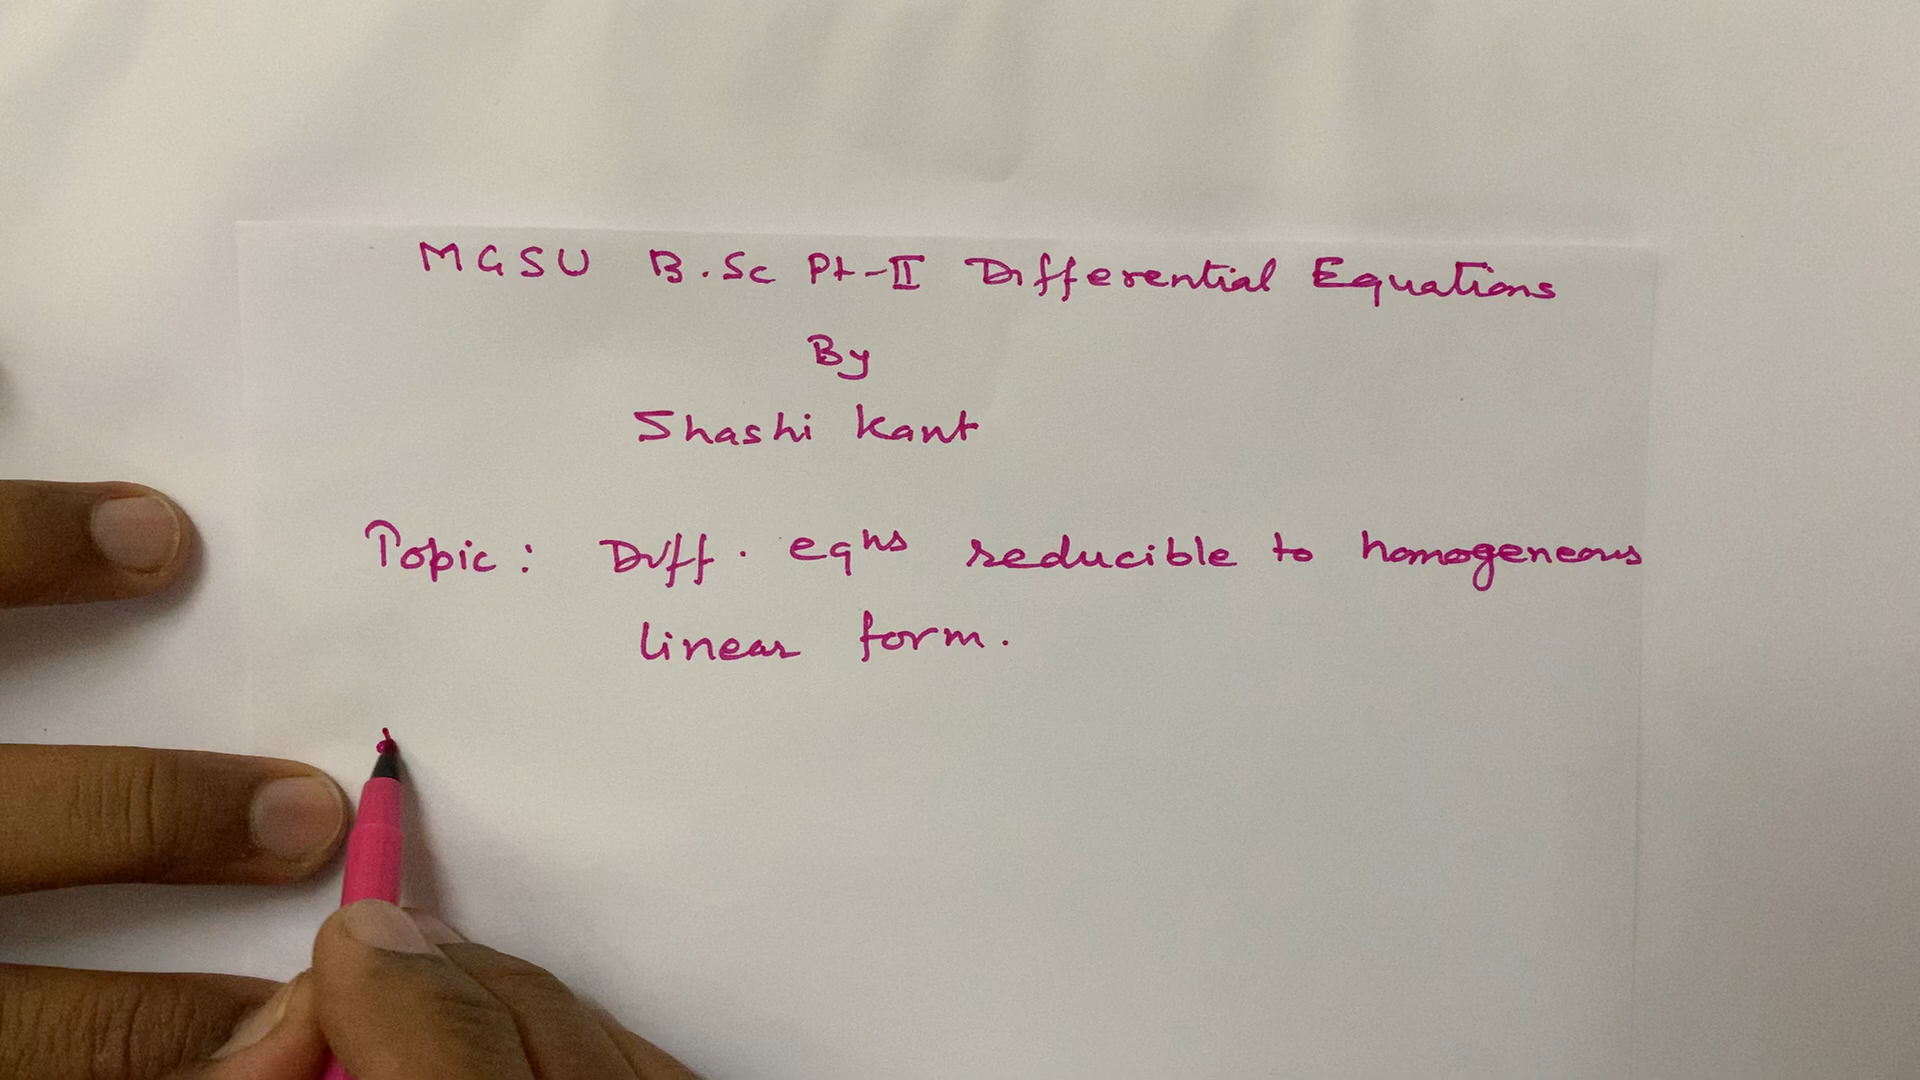 MGSU B.Sc Pt-II Differential Equations
By
Shashi Kant
Topic: Diff. eqns reducible to homogeneous
linear form.